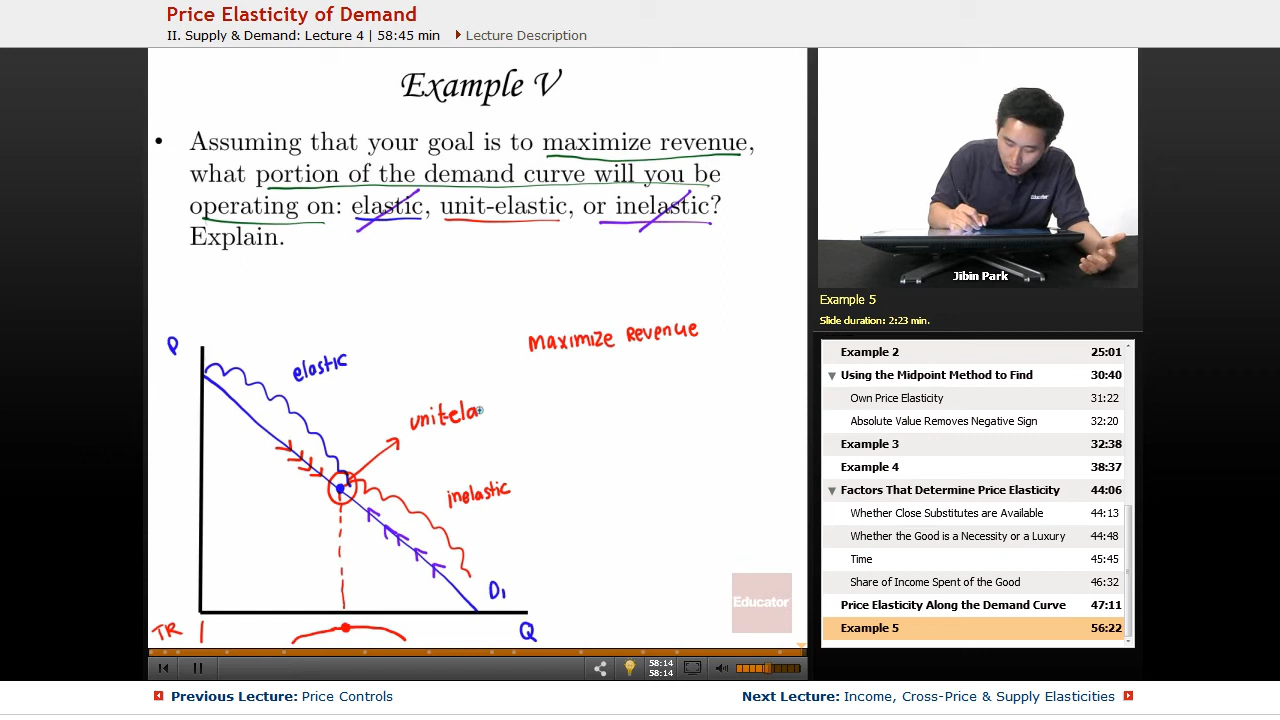 Price Elasticity of Demand
II. Supply & Demand: Lecture 4 | 58:45 min
Lecture Description
Example V
• Assuming that your goal is to maximize revenue,
what portion of the demand curve will you be
operating on: elastic, unit-elastic, or inelastic?
Explain.
MAXIMIZE REVENUE
P
elastic
unit-ela
inelastic
D1
TR
Q
Educator
Educator
Jibin Park
Example 5
Slide duration: 2:23 min.
Example 2 25:01
Using the Midpoint Method to Find 30:40
Own Price Elasticity 31:22
Absolute Value Removes Negative Sign 32:20
Example 3 32:38
Example 4 38:37
Factors That Determine Price Elasticity 44:06
Whether Close Substitutes are Available 44:13
Whether the Good is a Necessity or a Luxury 44:48
Time 45:45
Share of Income Spent of the Good 46:32
Price Elasticity Along the Demand Curve 47:11
Example 5 56:22
58:14
58:14
Previous Lecture: Price Controls
Next Lecture: Income, Cross-Price & Supply Elasticities